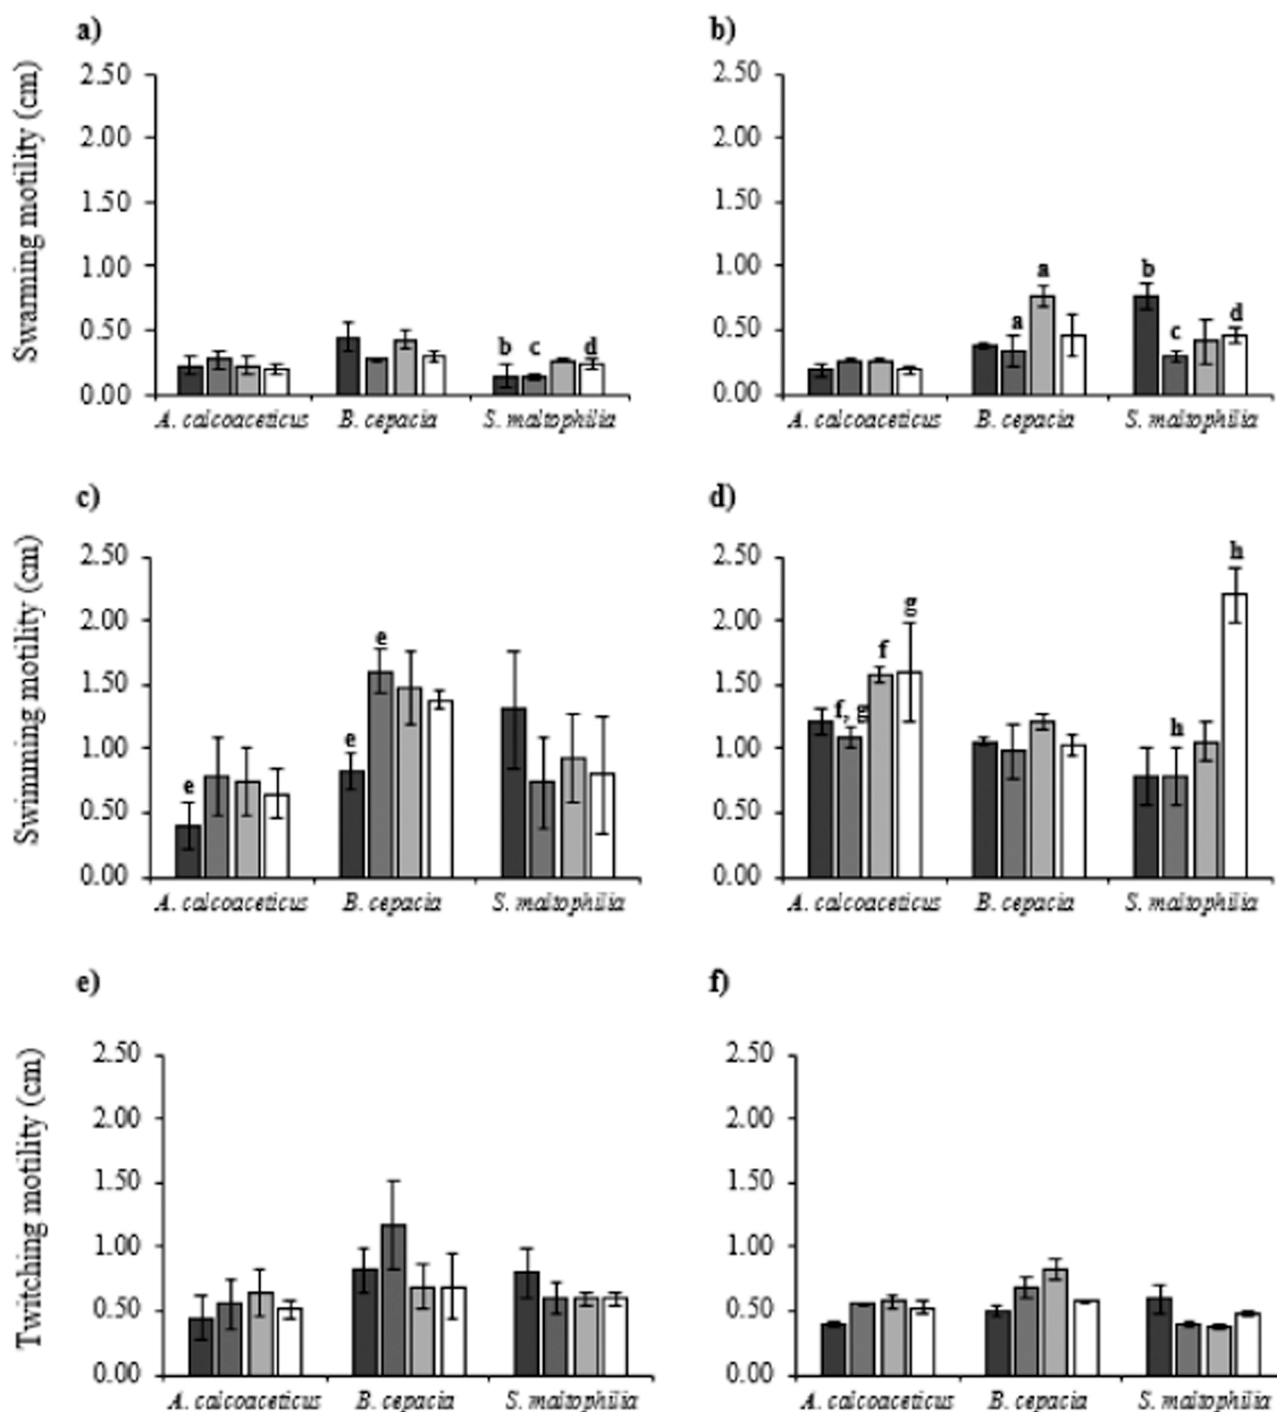 a)
b)
Swarming motility (cm)
2.50
2.00
1.50
1.00
0.50
0.00
b c d
A. calcoaceticus B. cepacia S. maltophilia
2.50
2.00
1.50
1.00
0.50
0.00
a a b c d
A. calcoaceticus B. cepacia S. maltophilia
c)
d)
Swimming motility (cm)
2.50
2.00
1.50
1.00
0.50
0.00
e e e
A. calcoaceticus B. cepacia S. maltophilia
2.50
2.00
1.50
1.00
0.50
0.00
f, g f g h h
A. calcoaceticus B. cepacia S. maltophilia
e)
f)
Twitching motility (cm)
2.50
2.00
1.50
1.00
0.50
0.00
A. calcoaceticus B. cepacia S. maltophilia
2.50
2.00
1.50
1.00
0.50
0.00
A. calcoaceticus B. cepacia S. maltophilia